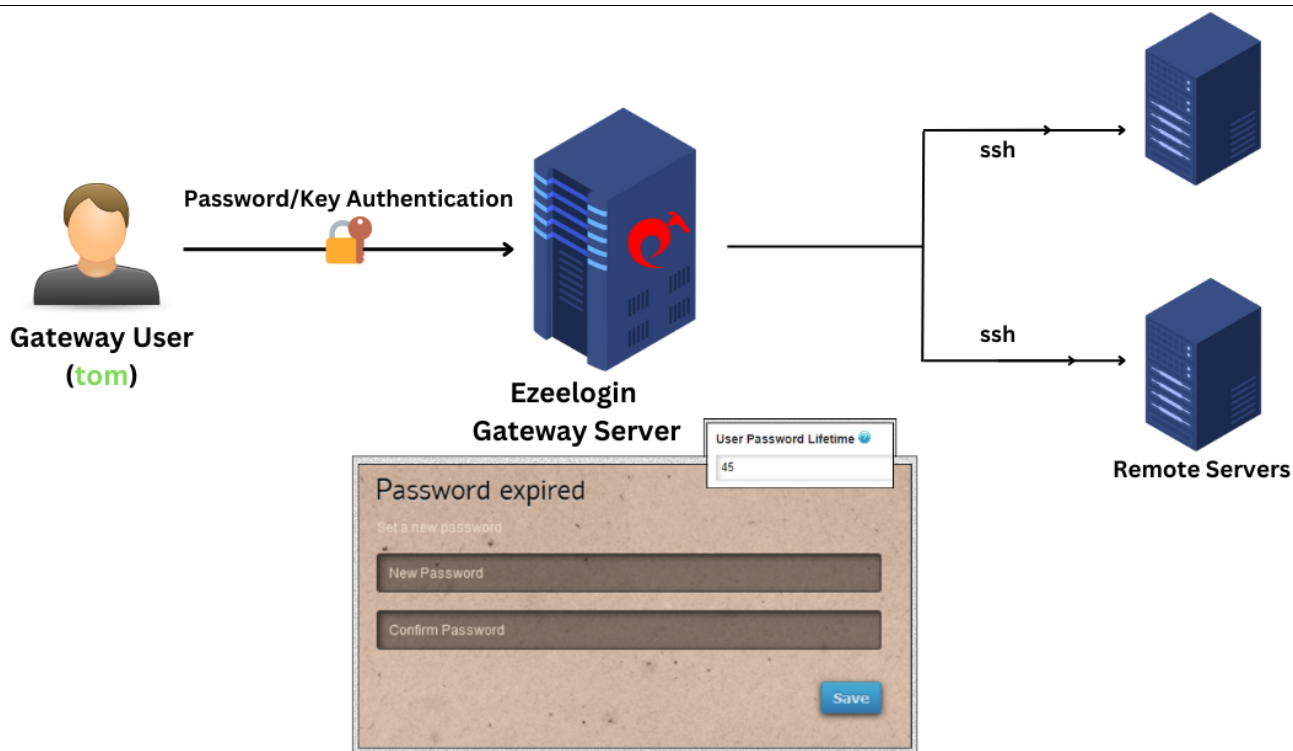 Password/Key Authentication
ssh
ssh
Gateway User
(tom)
Ezeelogin
Gateway Server
Remote Servers
User Password Lifetime
45
Password expired
Set a new password
New Password
Confirm Password
Save